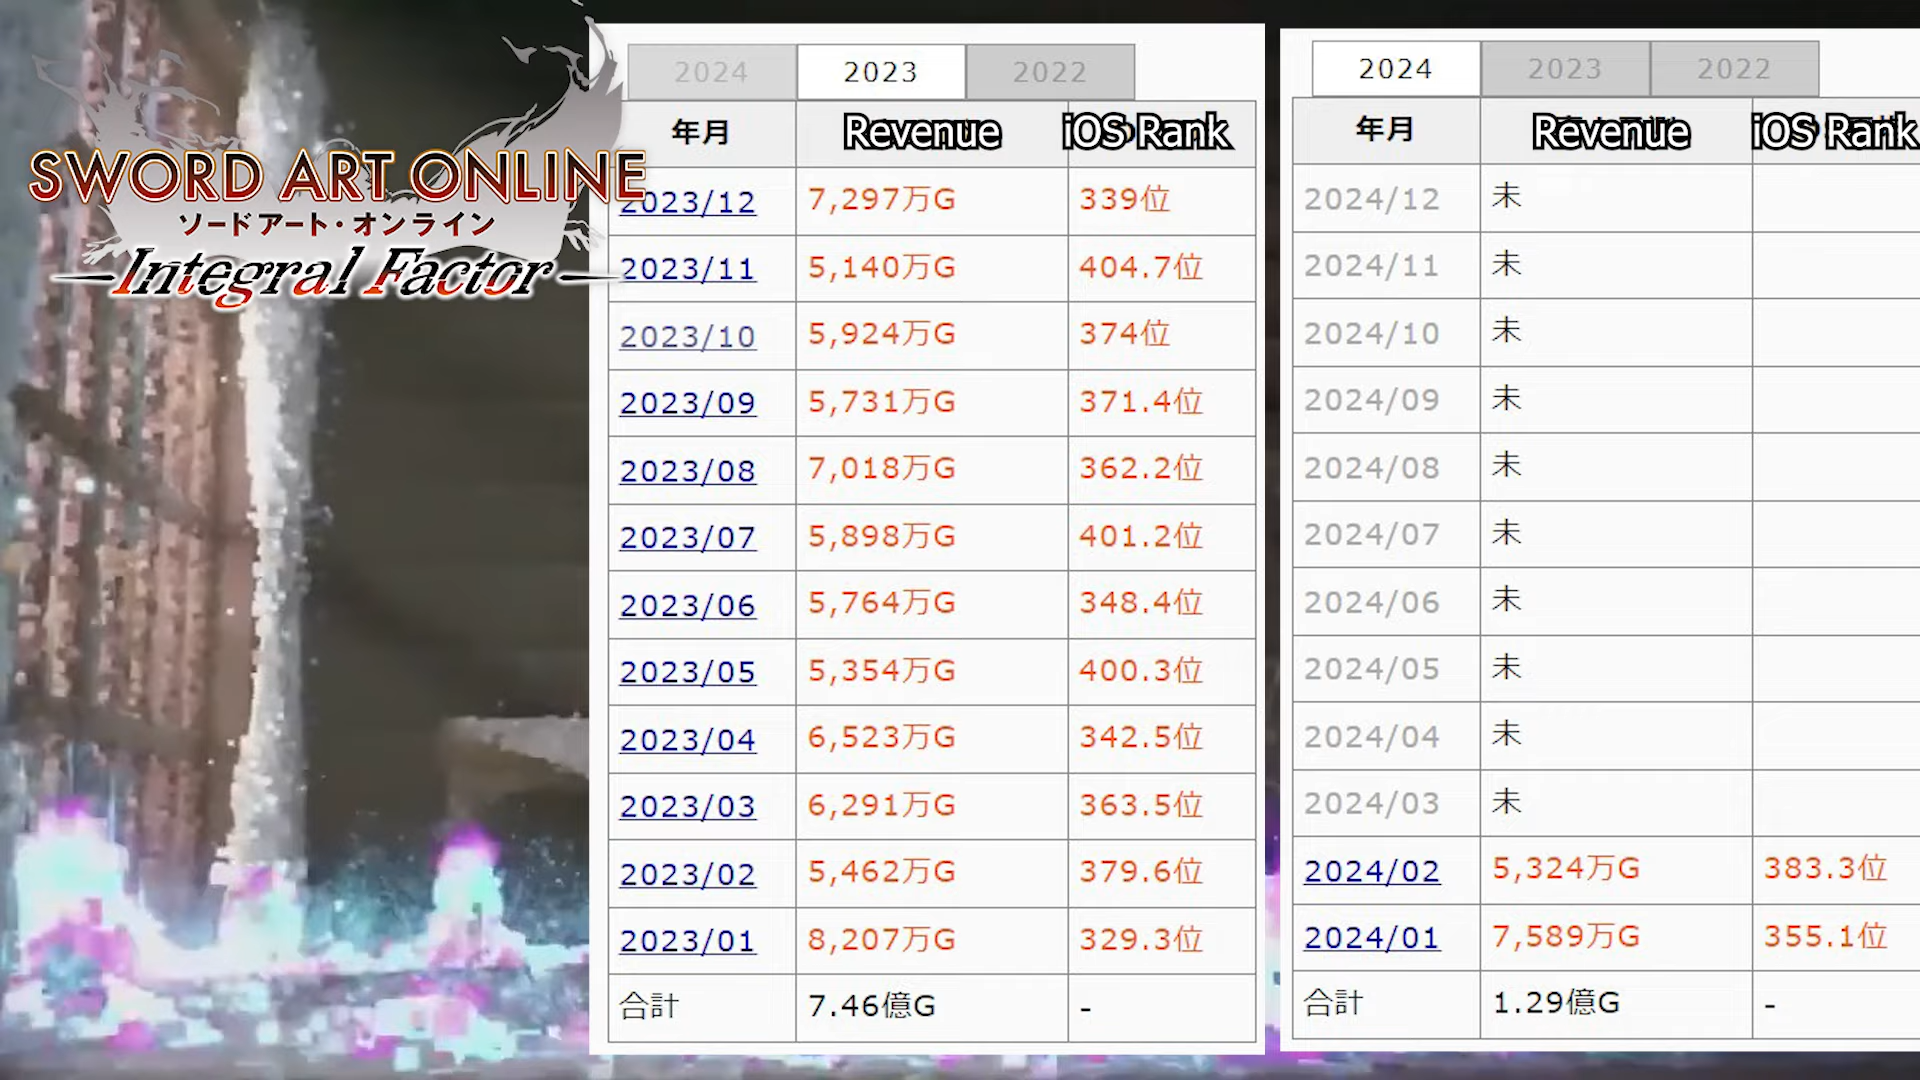 SWORD ART ONLINE
ソードアート・オンライン
Integral Factor
2024 2023 2022
年月 Revenue iOS Rank
2023/12 7,297万G 339位
2023/11 5,140万G 404.7位
2023/10 5,924万G 374位
2023/09 5,731万G 371.4位
2023/08 7,018万G 362.2位
2023/07 5,898万G 401.2位
2023/06 5,764万G 348.4位
2023/05 5,354万G 400.3位
2023/04 6,523万G 342.5位
2023/03 6,291万G 363.5位
2023/02 5,462万G 379.6位
2023/01 8,207万G 329.3位
合計 7.46億G -
2024 2023 2022
年月 Revenue iOS Rank
2024/12 未
2024/11 未
2024/10 未
2024/09 未
2024/08 未
2024/07 未
2024/06 未
2024/05 未
2024/04 未
2024/03 未
2024/02 5,324万G 383.3位
2024/01 7,589万G 355.1位
合計 1.29億G -